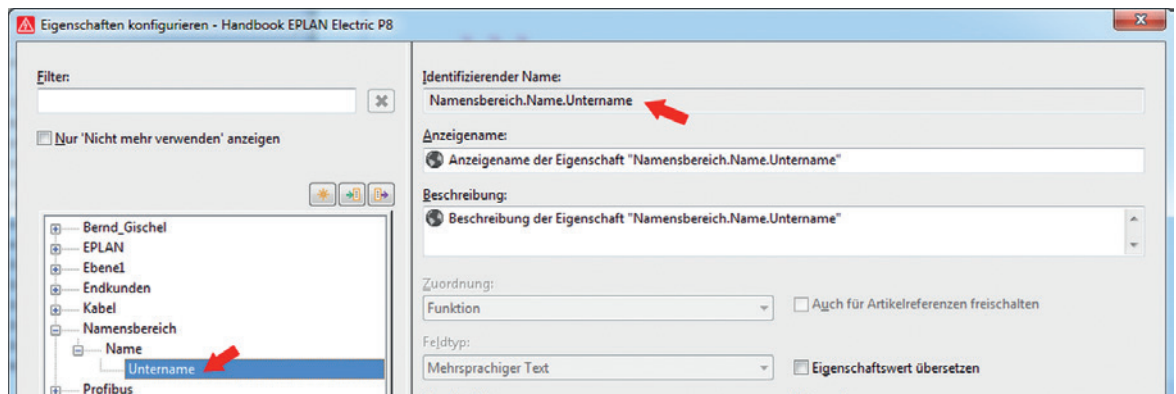 Eigenschaften konfigurieren - Handbook EPLAN Electric P8
Filter:
Nur 'Nicht mehr verwenden' anzeigen
Bernd_Gischel
EPLAN
Ebene1
Endkunden
Kabel
Namensbereich
Name
Untername
Profibus
Identifizierender Name:
Namensbereich.Name.Untername
Anzeigename:
Anzeigename der Eigenschaft "Namensbereich.Name.Untername"
Beschreibung:
Beschreibung der Eigenschaft "Namensbereich.Name.Untername"
Zuordnung:
Funktion
Auch für Artikelreferenzen freischalten
Feldtyp:
Mehrsprachiger Text
Eigenschaftswert übersetzen